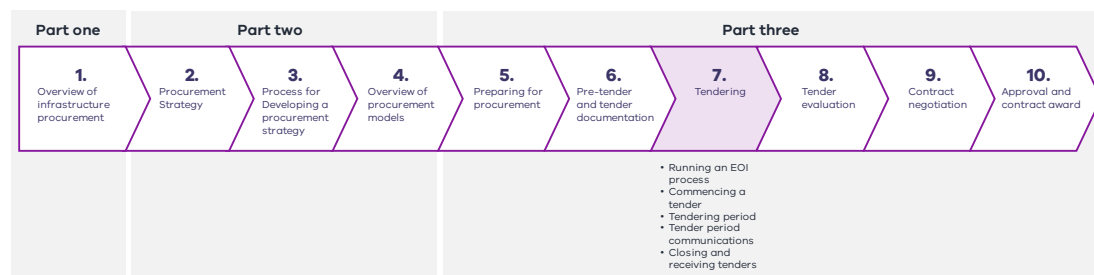 Part one
Part two
Part three
1.
Overview of
infrastructure
procurement
2.
Procurement
Strategy
3.
Process for
Developing a
procurement
strategy
4.
Overview of
procurement
models
5.
Preparing for
procurement
6.
Pre-tender
and tender
documentation
7.
Tendering
8.
Tender
evaluation
9.
Contract
negotiation
10.
Approval and
contract award
• Running an EOI
process
• Commencing a
tender
• Tendering period
• Tender period
communications
• Closing and
receiving tenders